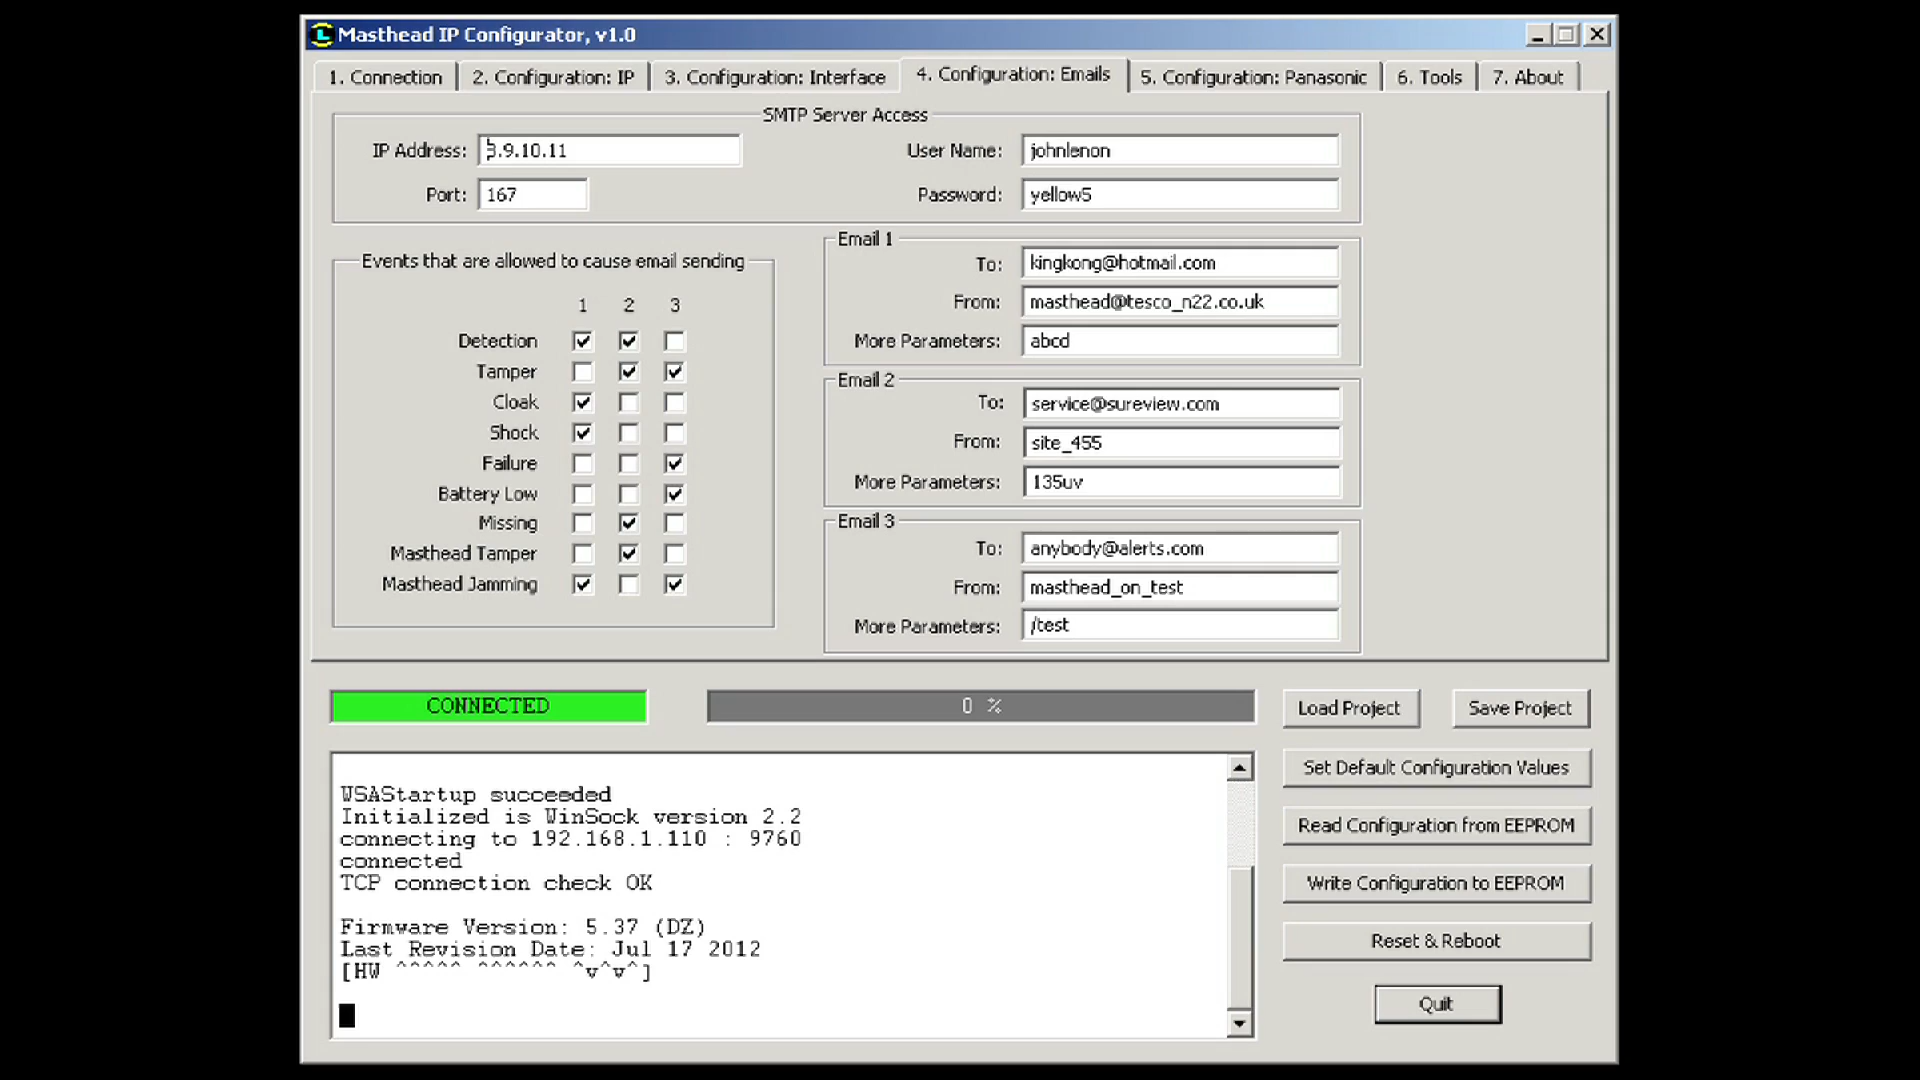 Masthead IP Configurator, v1.0
1. Connection
2. Configuration: IP
3. Configuration: Interface
4. Configuration: Emails
5. Configuration: Panasonic
6. Tools
7. About
SMTP Server Access
IP Address:
.9.10.11
User Name:
johnlenon
Port:
167
Password:
yellow5
Events that are allowed to cause email sending
1 2 3
Detection
Tamper
Cloak
Shock
Failure
Battery Low
Missing
Masthead Tamper
Masthead Jamming
Email 1
To:
kingkong@hotmail.com
From:
masthead@tesco_n22.co.uk
More Parameters:
abcd
Email 2
To:
service@sureview.com
From:
site_455
More Parameters:
135uv
Email 3
To:
anybody@alerts.com
From:
masthead_on_test
More Parameters:
/test
CONNECTED
0 %
Load Project
Save Project
Set Default Configuration Values
Read Configuration from EEPROM
Write Configuration to EEPROM
Reset & Reboot
Quit
WSAStartup succeeded
Initialized is WinSock version 2.2
connecting to 192.168.1.110 : 9760
connected
TCP connection check OK
Firmware Version: 5.37 (DZ)
Last Revision Date: Jul 17 2012
[HW ^^^^^ ^^^^^^ ^v^v^]